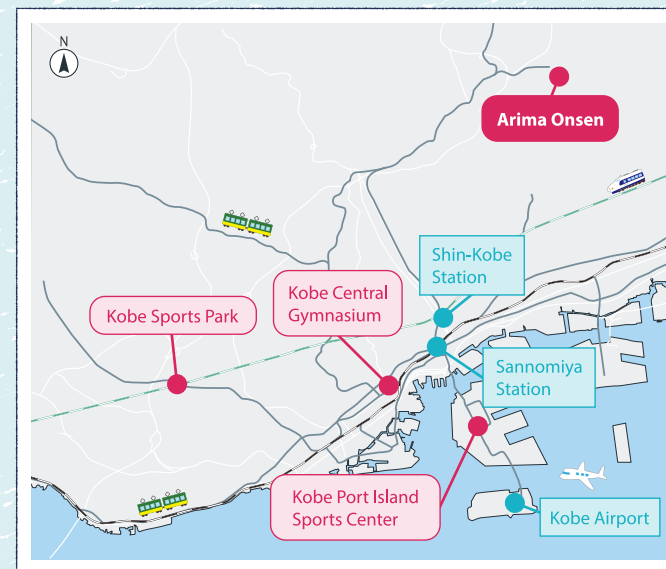 N
Arima Onsen
Shin-Kobe
Station
Kobe Central
Gymnasium
Kobe Sports Park
Sannomiya
Station
Kobe Port Island
Sports Center
Kobe Airport